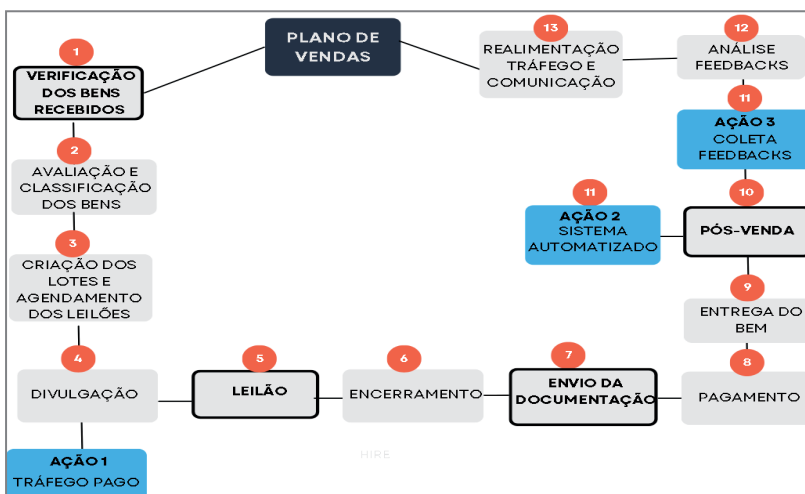 PLANO DE
VENDAS
1
VERIFICAÇÃO
DOS BENS
RECEBIDOS
2
AVALIAÇÃO E
CLASSIFICAÇÃO
DOS BENS
3
CRIAÇÃO DOS
LOTES E
AGENDAMENTO
DOS LEILÕES
4
DIVULGAÇÃO
AÇÃO 1
TRÁFEGO PAGO
5
LEILÃO
6
ENCERRAMENTO
7
ENVIO DA
DOCUMENTAÇÃO
8
PAGAMENTO
9
ENTREGA DO
BEM
10
PÓS-VENDA
11
AÇÃO 2
SISTEMA
AUTOMATIZADO
11
AÇÃO 3
COLETA
FEEDBACKS
12
ANÁLISE
FEEDBACKS
13
REALIMENTAÇÃO
TRÁFEGO E
COMUNICAÇÃO
HIRE